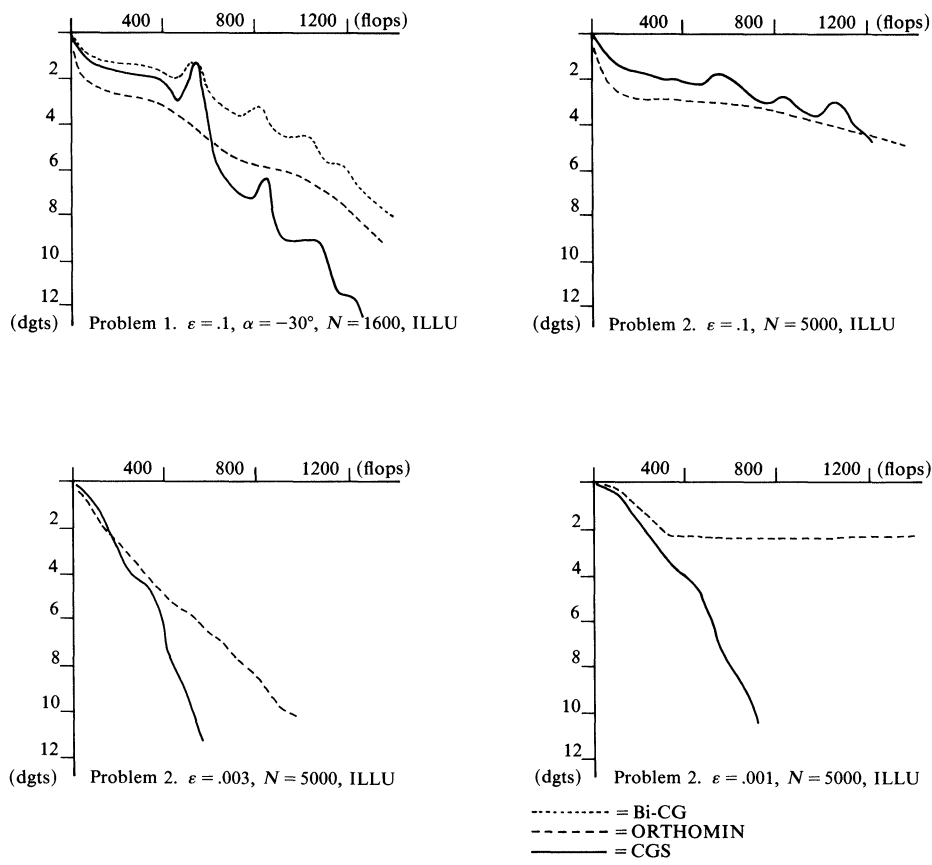 400 800 1200 (flops)
2
4
6
8
10
12
(dgts) Problem 1. ε = .1, α = −30°, N = 1600, ILLU
400 800 1200 (flops)
2
4
6
8
10
12
(dgts) Problem 2. ε = .1, N = 5000, ILLU
400 800 1200 (flops)
2
4
6
8
10
12
(dgts) Problem 2. ε = .003, N = 5000, ILLU
400 800 1200 (flops)
2
4
6
8
10
12
(dgts) Problem 2. ε = .001, N = 5000, ILLU
= Bi-CG
= ORTHOMIN
= CGS